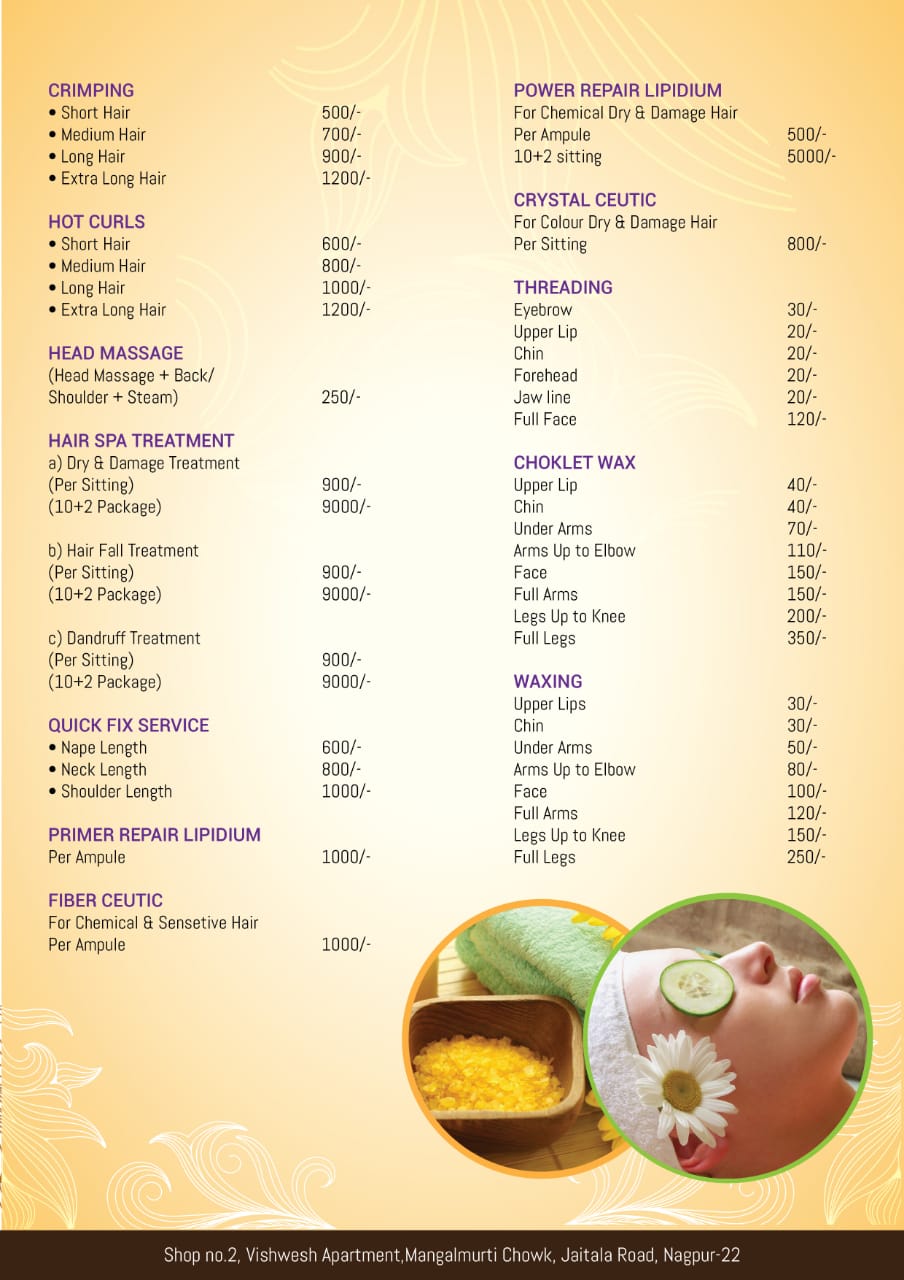 CRIMPING
• Short Hair 500/-
• Medium Hair 700/-
• Long Hair 900/-
• Extra Long Hair 1200/-
HOT CURLS
• Short Hair 600/-
• Medium Hair 800/-
• Long Hair 1000/-
• Extra Long Hair 1200/-
HEAD MASSAGE
(Head Massage + Back/
Shoulder + Steam) 250/-
HAIR SPA TREATMENT
a) Dry & Damage Treatment
(Per Sitting) 900/-
(10+2 Package) 9000/-
b) Hair Fall Treatment
(Per Sitting) 900/-
(10+2 Package) 9000/-
c) Dandruff Treatment
(Per Sitting) 900/-
(10+2 Package) 9000/-
QUICK FIX SERVICE
• Nape Length 600/-
• Neck Length 800/-
• Shoulder Length 1000/-
PRIMER REPAIR LIPIDIUM
Per Ampule 1000/-
FIBER CEUTIC
For Chemical & Sensetive Hair
Per Ampule 1000/-
POWER REPAIR LIPIDIUM
For Chemical Dry & Damage Hair
Per Ampule 500/-
10+2 sitting 5000/-
CRYSTAL CEUTIC
For Colour Dry & Damage Hair
Per Sitting 800/-
THREADING
Eyebrow 30/-
Upper Lip 20/-
Chin 20/-
Forehead 20/-
Jaw line 20/-
Full Face 120/-
CHOKLET WAX
Upper Lip 40/-
Chin 40/-
Under Arms 70/-
Arms Up to Elbow 110/-
Face 150/-
Full Arms 150/-
Legs Up to Knee 200/-
Full Legs 350/-
WAXING
Upper Lips 30/-
Chin 30/-
Under Arms 50/-
Arms Up to Elbow 80/-
Face 100/-
Full Arms 120/-
Legs Up to Knee 150/-
Full Legs 250/-
Shop no.2, Vishwesh Apartment,Mangalmurti Chowk, Jaitala Road, Nagpur-22